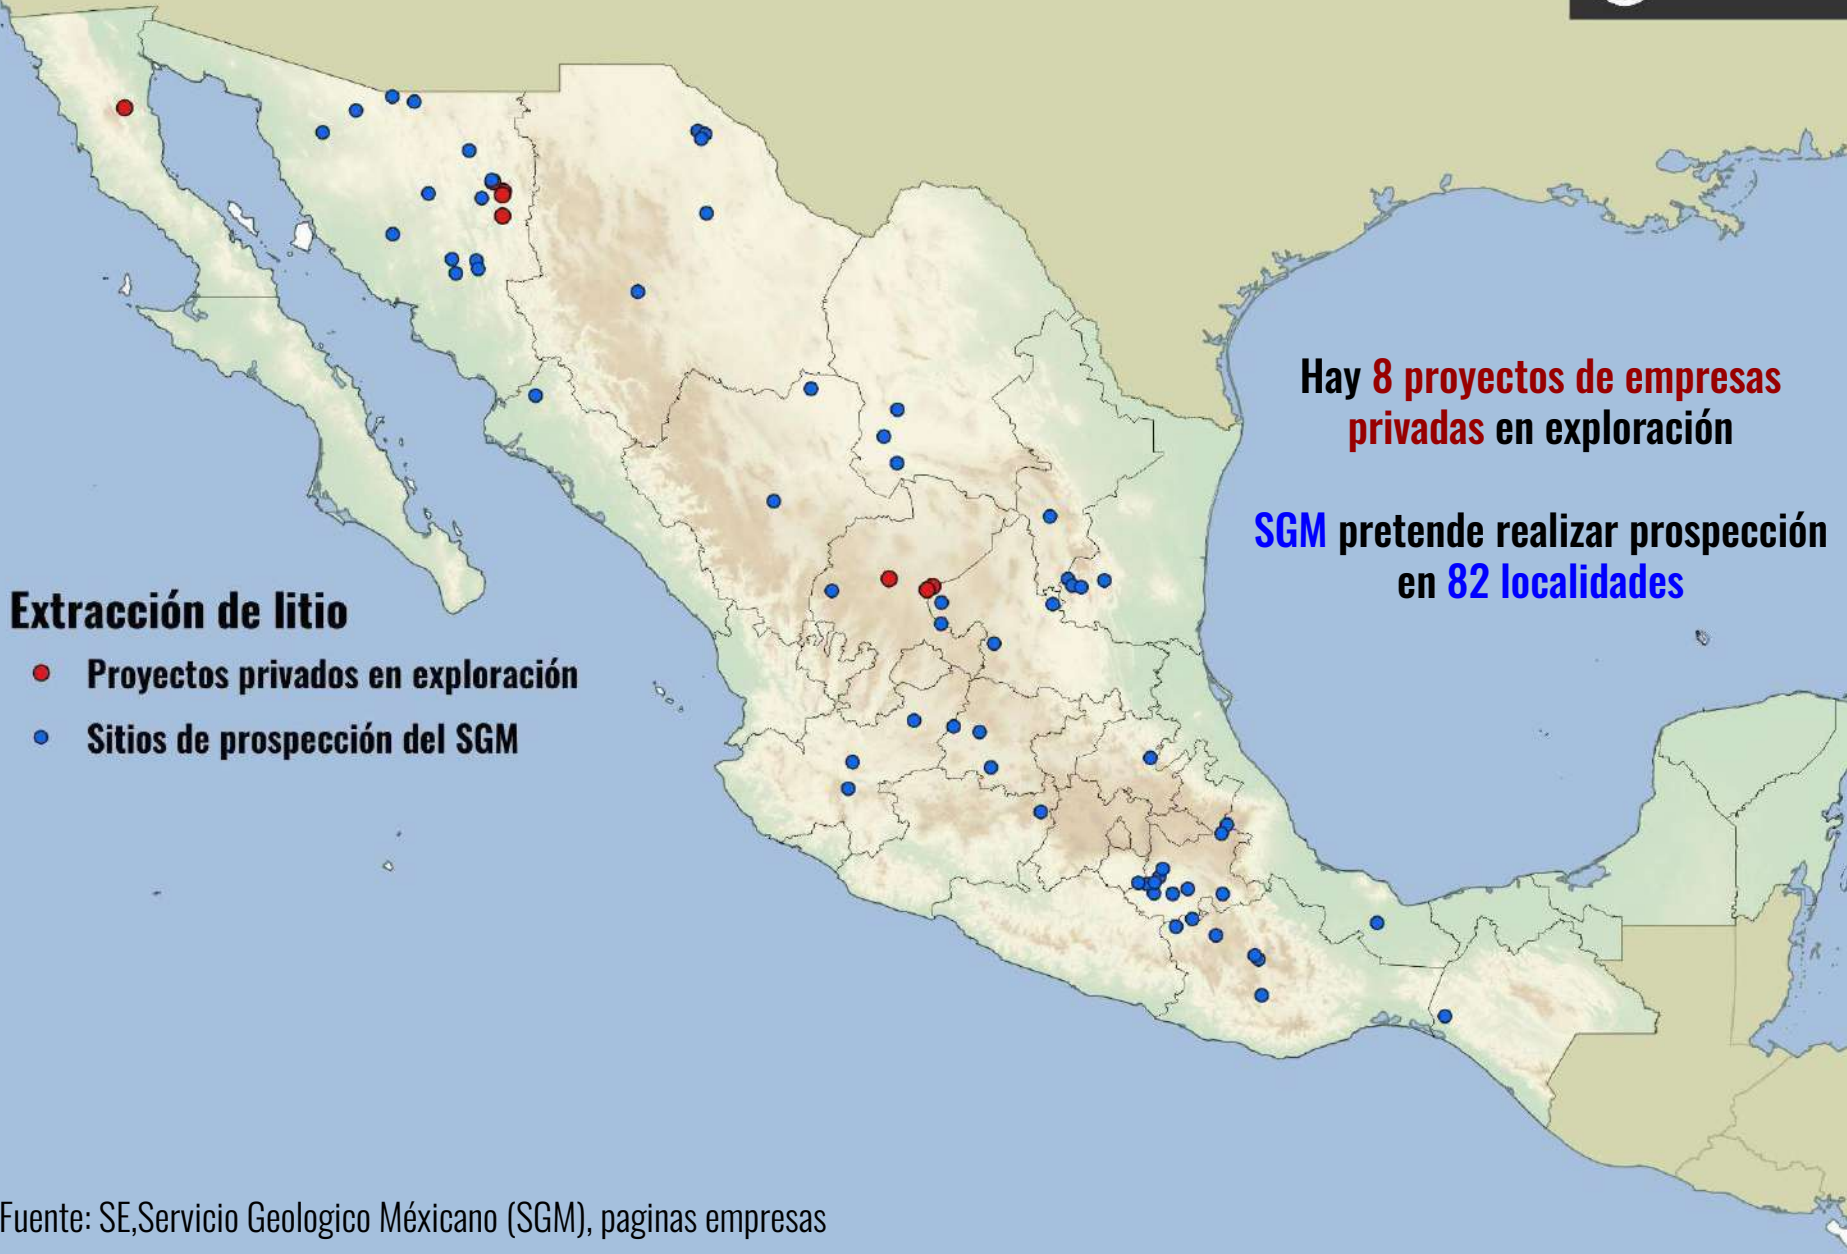 Hay 8 proyectos de empresas
privadas en exploración
SGM pretende realizar prospección
en 82 localidades
Extracción de litio
Proyectos privados en exploración
Sitios de prospección del SGM
Fuente: SE,Servicio Geologico Méxicano (SGM), paginas empresas